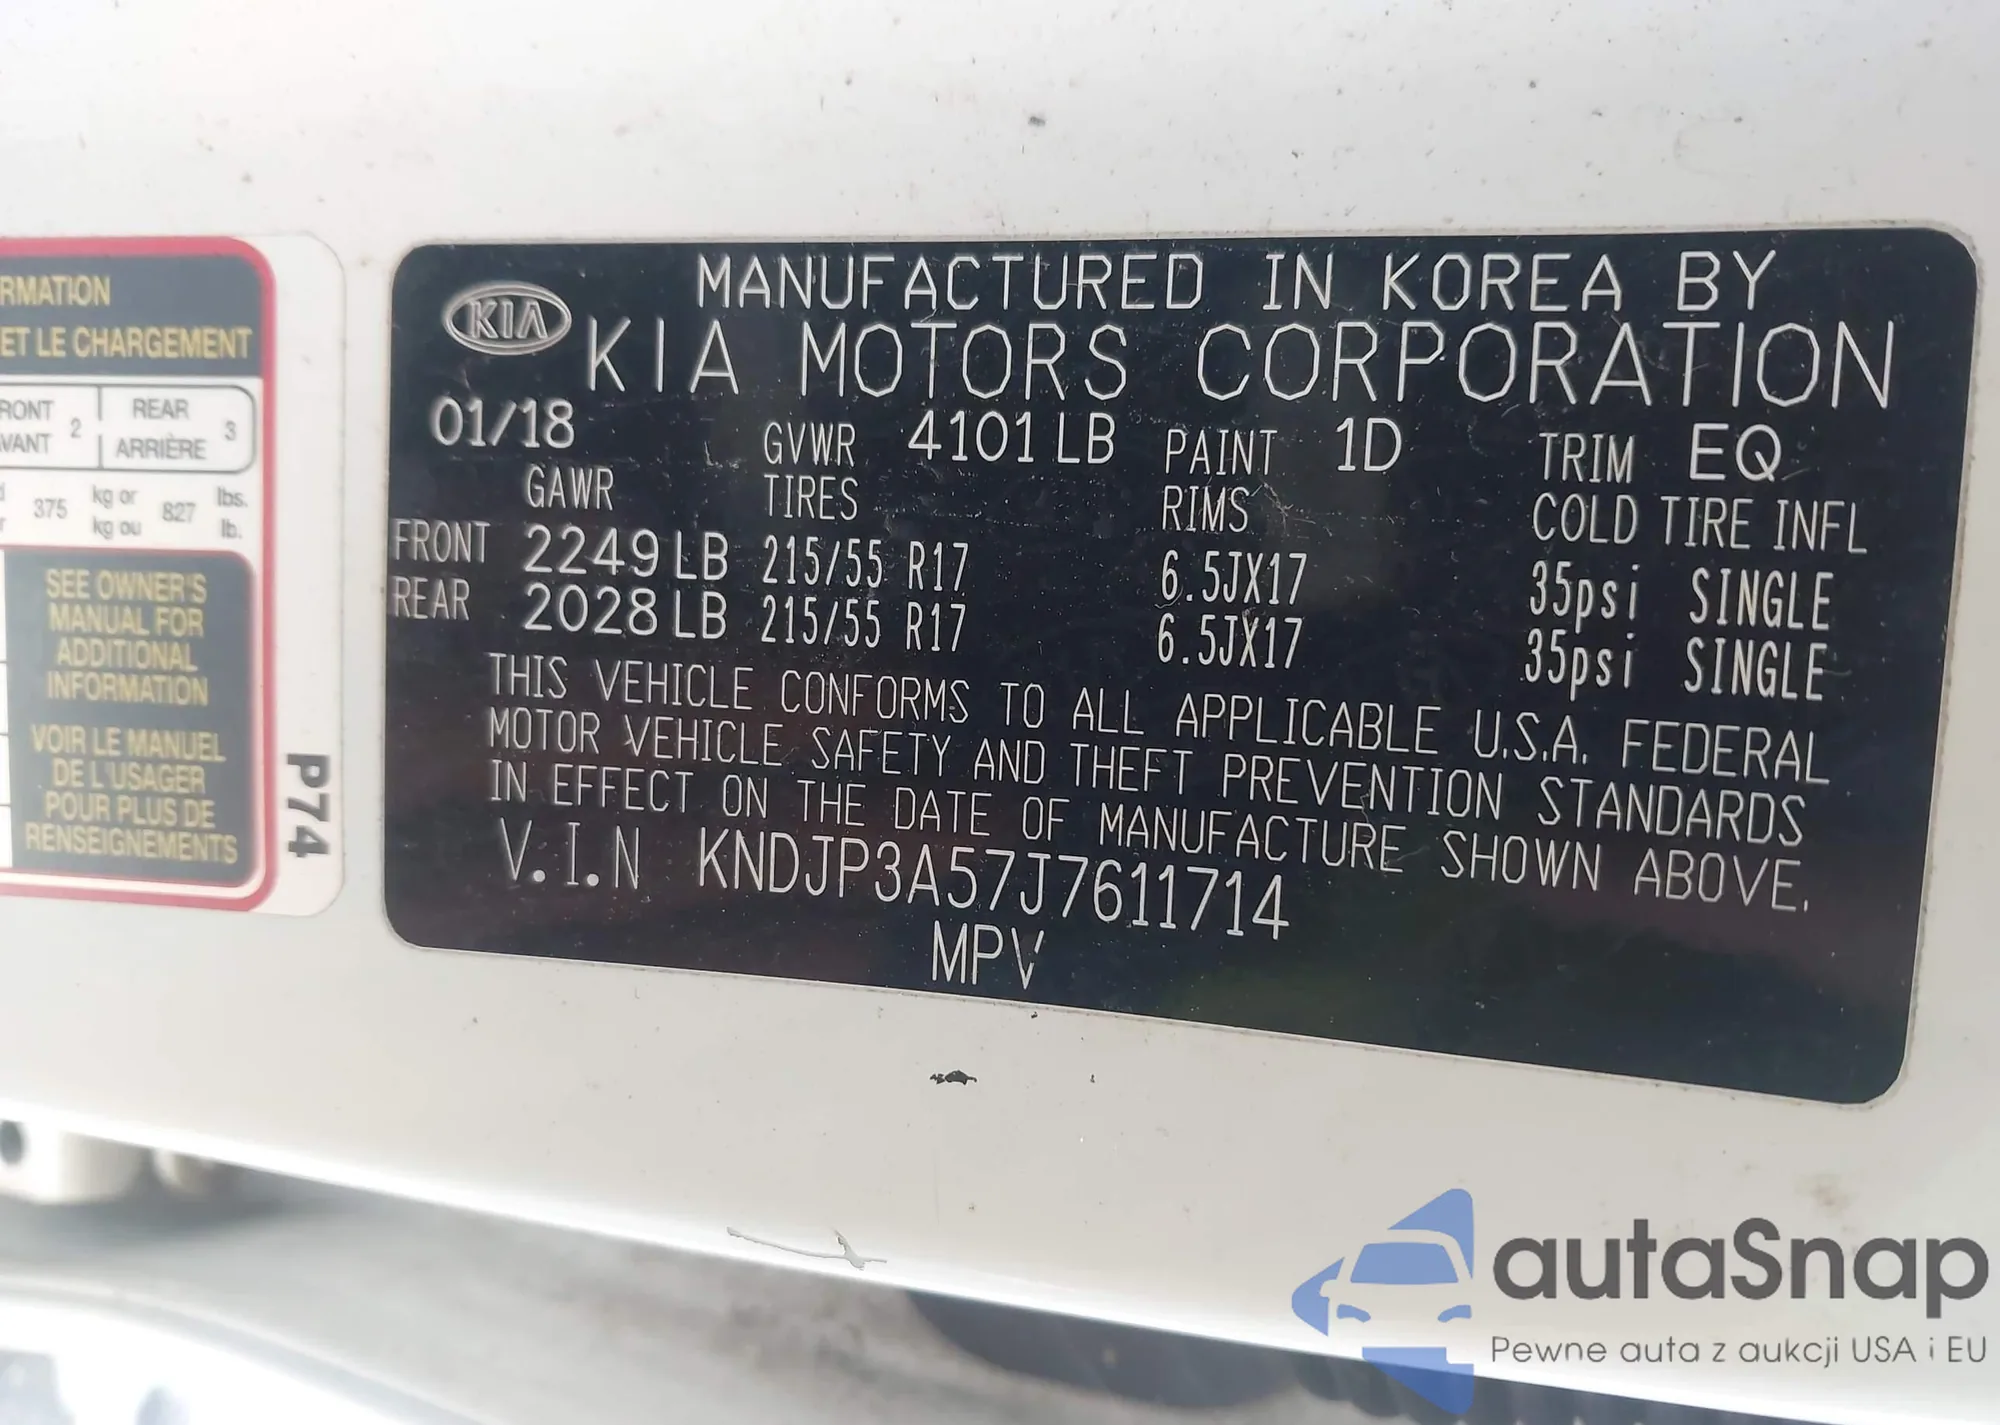 RMATION
ET LE CHARGEMENT
RONT
VANT 2
REAR
ARRIÈRE 3
375 kg or 827 lbs.
kg ou lb.
SEE OWNER'S
MANUAL FOR
ADDITIONAL
INFORMATION
VOIR LE MANUEL
DE L'USAGER
POUR PLUS DE
RENSEIGNEMENTS
P74
KIA
MANUFACTURED IN KOREA BY
KIA MOTORS CORPORATION
01/18 GVWR 4101 LB PAINT 1D TRIM EQ
GAWR TIRES RIMS COLD TIRE INFL
FRONT 2249 LB 215/55 R17 6.5JX17 35psi SINGLE
REAR 2028 LB 215/55 R17 6.5JX17 35psi SINGLE
THIS VEHICLE CONFORMS TO ALL APPLICABLE U.S.A. FEDERAL
MOTOR VEHICLE SAFETY AND THEFT PREVENTION STANDARDS
IN EFFECT ON THE DATE OF MANUFACTURE SHOWN ABOVE.
V.I.N KNDJP3A57J7611714
MPV
autaSnap
Pewne auta z aukcji USA i EU